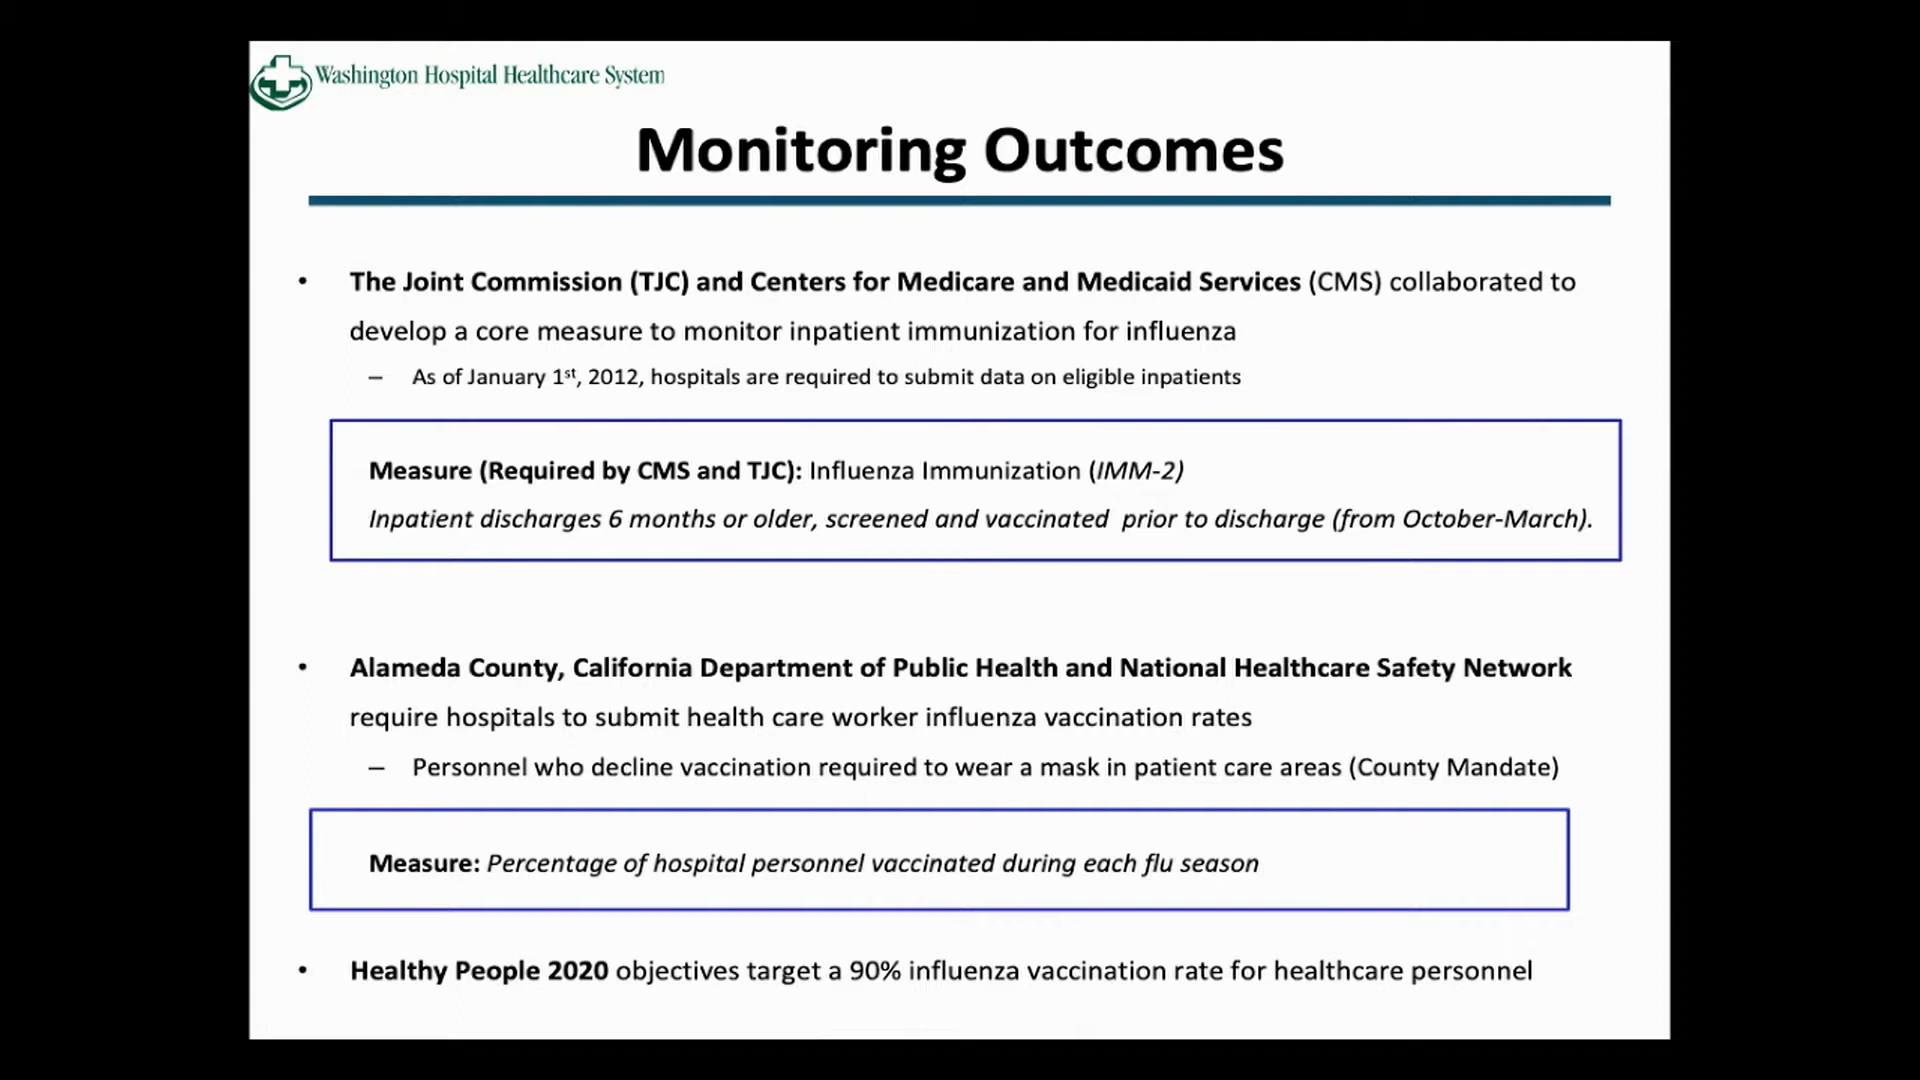 Washington Hospital Healthcare System
Monitoring Outcomes
• The Joint Commission (TJC) and Centers for Medicare and Medicaid Services (CMS) collaborated to
develop a core measure to monitor inpatient immunization for influenza
– As of January 1st, 2012, hospitals are required to submit data on eligible inpatients
Measure (Required by CMS and TJC): Influenza Immunization (IMM-2)
Inpatient discharges 6 months or older, screened and vaccinated prior to discharge (from October-March).
• Alameda County, California Department of Public Health and National Healthcare Safety Network
require hospitals to submit health care worker influenza vaccination rates
– Personnel who decline vaccination required to wear a mask in patient care areas (County Mandate)
Measure: Percentage of hospital personnel vaccinated during each flu season
• Healthy People 2020 objectives target a 90% influenza vaccination rate for healthcare personnel